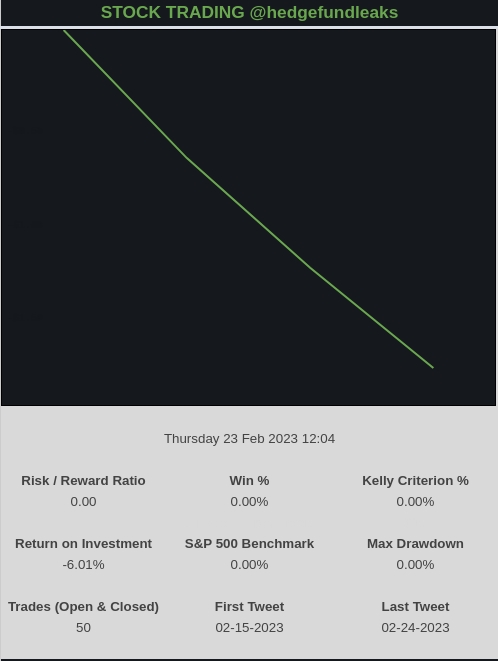 STOCK TRADING @hedgefundleaks
Thursday 23 Feb 2023 12:04
Risk / Reward Ratio Win % Kelly Criterion %
0.00 0.00% 0.00%
Return on Investment S&P 500 Benchmark Max Drawdown
-6.01% 0.00% 0.00%
Trades (Open & Closed) First Tweet Last Tweet
50 02-15-2023 02-24-2023